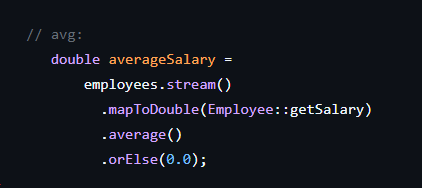 // avg:
double averageSalary =
employees.stream()
.mapToDouble(Employee::getSalary)
.average()
.orElse(0.0);